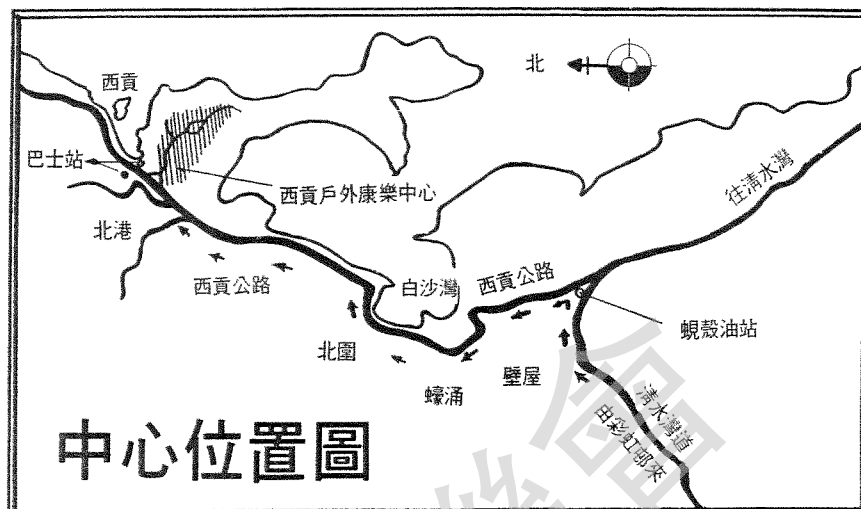 西貢
北
巴士站
西貢戶外康樂中心
往清水灣
北港
西貢公路
白沙灣
西貢公路
蜆殼油站
北圍
壁屋
蠔涌
清水灣道
由彩虹邨來
中心位置圖